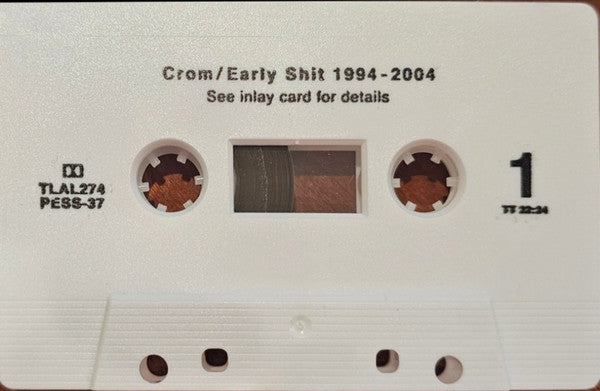 Crom/Early Shit 1994-2004
See inlay card for details
TLAL274
PESS-37
1
TT 22:24